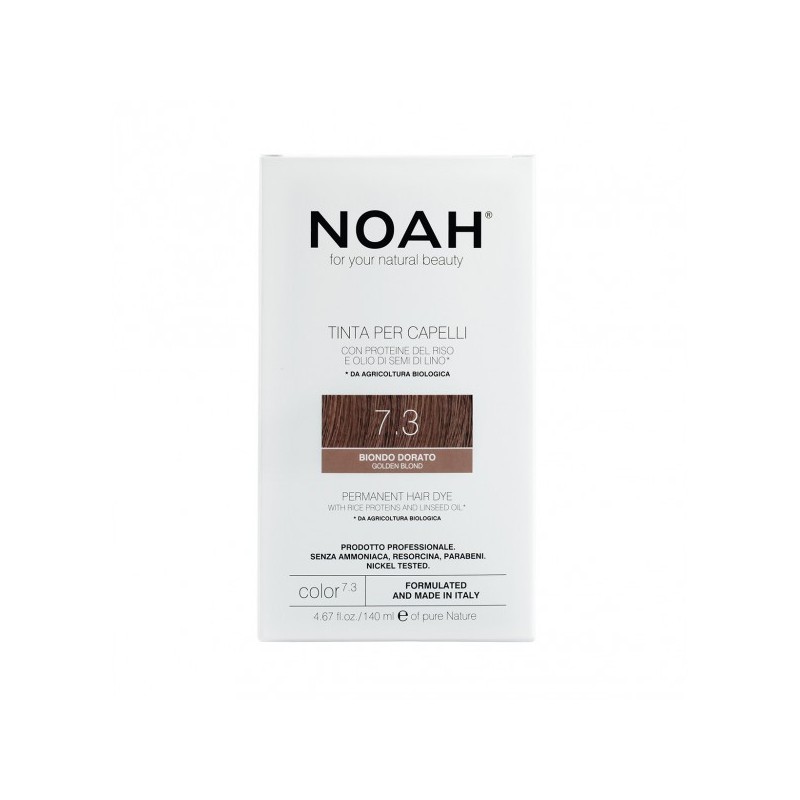 NOAH®
for your natural beauty
TINTA PER CAPELLI
CON PROTEINE DEL RISO
E OLIO DI SEMI DI LINO*
* DA AGRICOLTURA BIOLOGICA
7.3
BIONDO DORATO
GOLDEN BLOND
PERMANENT HAIR DYE
WITH RICE PROTEINS AND LINSEED OIL*
* DA AGRICOLTURA BIOLOGICA
PRODOTTO PROFESSIONALE.
SENZA AMMONIACA, RESORCINA, PARABENI.
NICKEL TESTED.
color 7.3
FORMULATED
AND MADE IN ITALY
4.67 fl.oz./140 ml ℮ of pure Nature